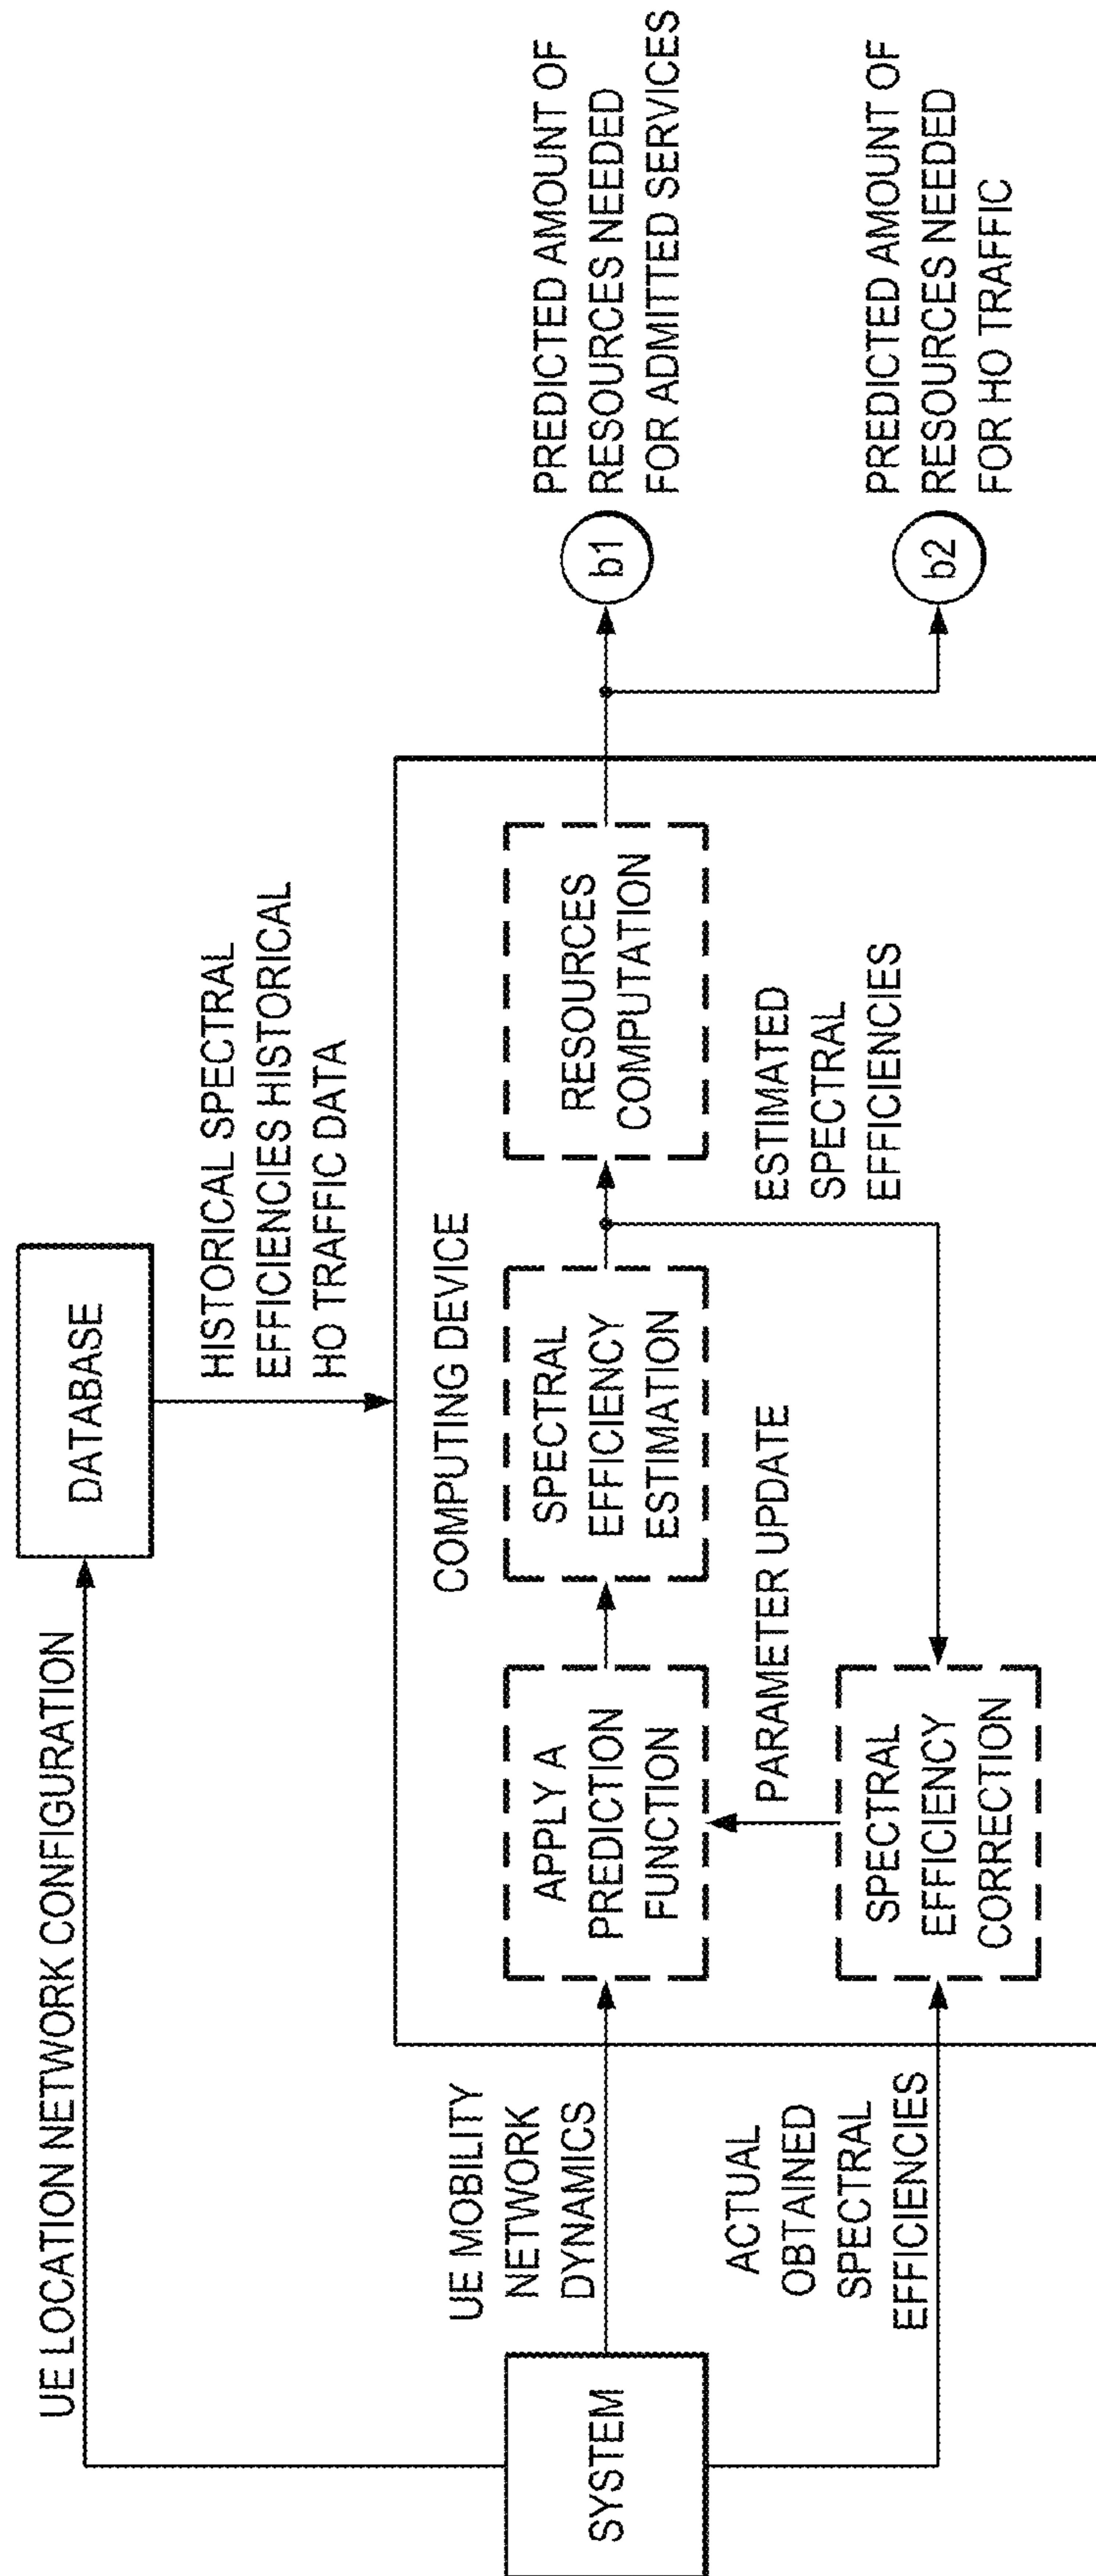 UE LOCATION NETWORK CONFIGURATION
DATABASE
HISTORICAL SPECTRAL
EFFICIENCIES HISTORICAL
HO TRAFFIC DATA
SYSTEM
UE MOBILITY
NETWORK
DYNAMICS
ACTUAL
OBTAINED
SPECTRAL
EFFICIENCIES
COMPUTING DEVICE
APPLY A
PREDICTION
FUNCTION
SPECTRAL
EFFICIENCY
ESTIMATION
RESOURCES
COMPUTATION
PARAMETER UPDATE
ESTIMATED
SPECTRAL
EFFICIENCIES
SPECTRAL
EFFICIENCY
CORRECTION
b1
PREDICTED AMOUNT OF
RESOURCES NEEDED
FOR ADMITTED SERVICES
b2
PREDICTED AMOUNT OF
RESOURCES NEEDED
FOR HO TRAFFIC